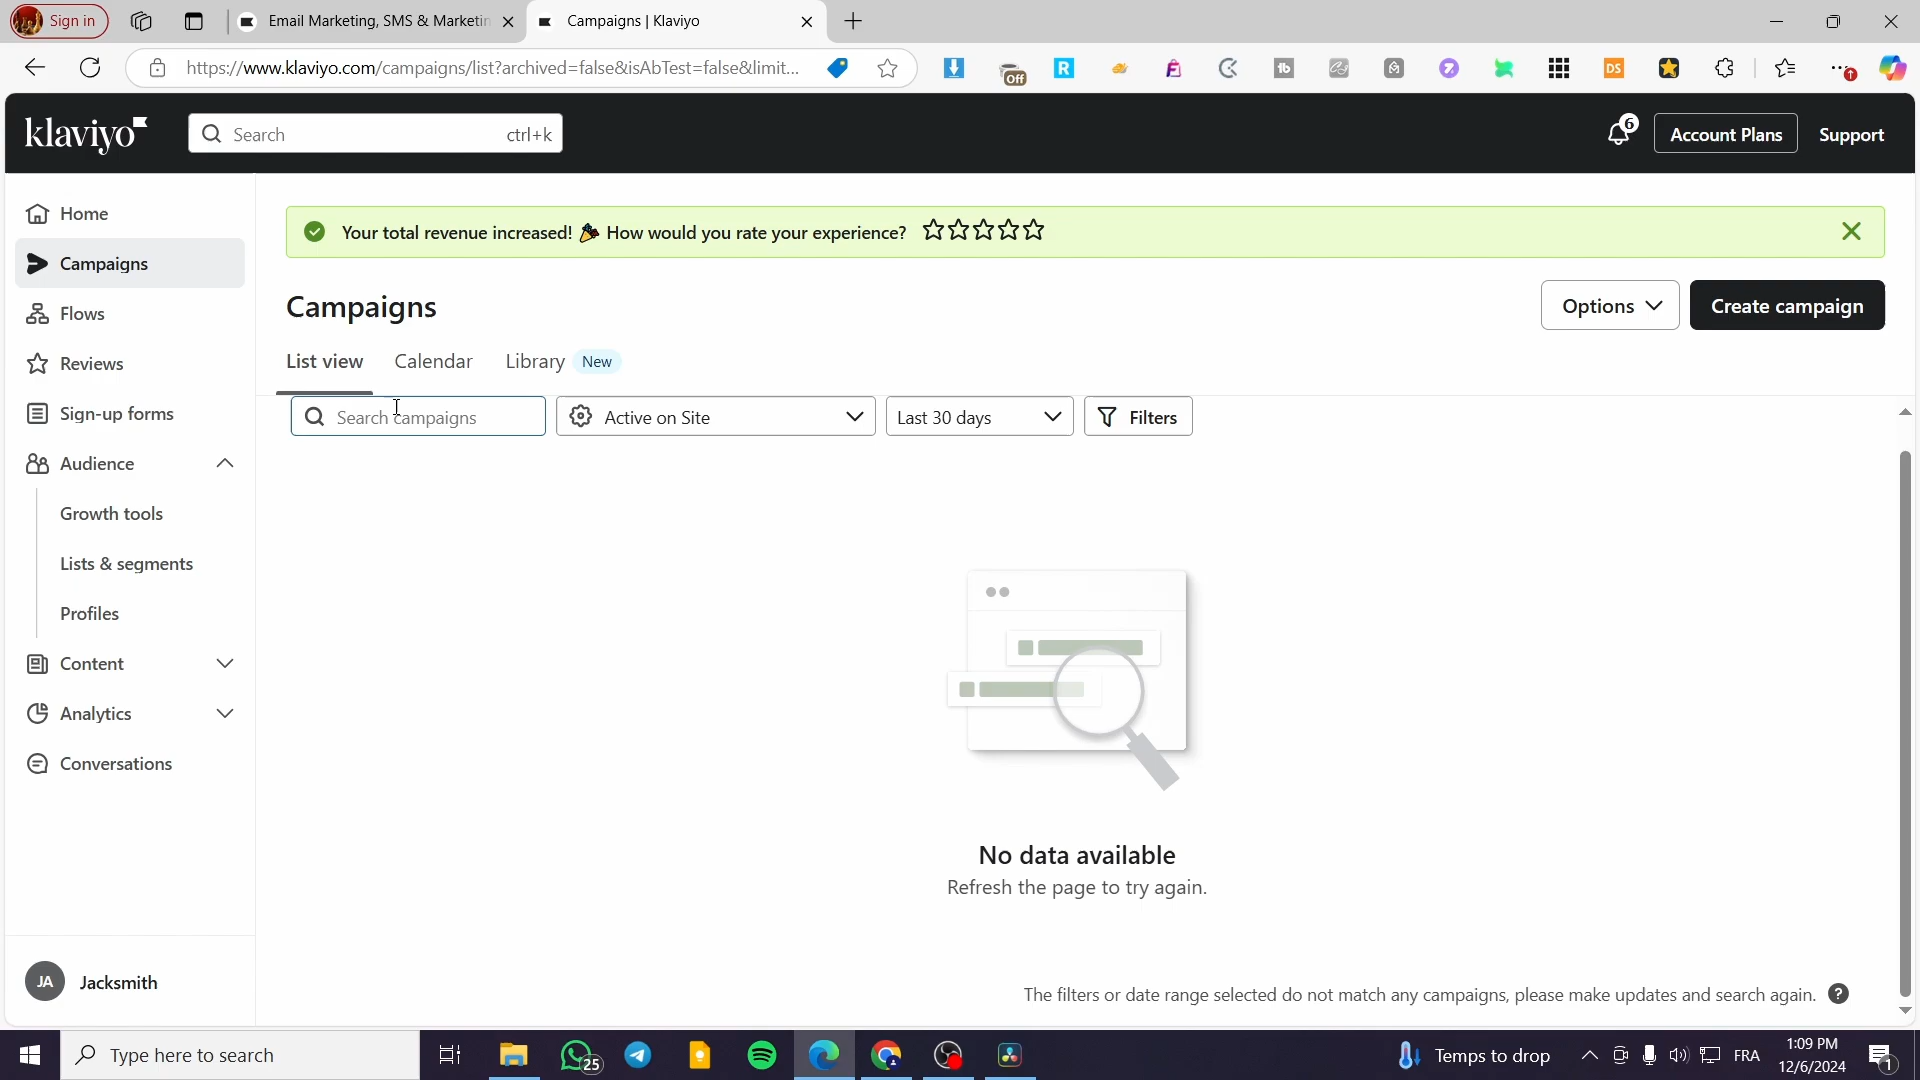 Sign in
Email Marketing, SMS & Marketin
Campaigns | Klaviyo
https://www.klaviyo.com/campaigns/list?archived=false&isAbTest=false&limit...
Off
R
tb
DS
klaviyo
Search
ctrl+k
6
Account Plans
Support
Home
Campaigns
Flows
Reviews
Sign-up forms
Audience
Growth tools
Lists & segments
Profiles
Content
Analytics
Conversations
JA
Jacksmith
Your total revenue increased! 🎉 How would you rate your experience?
Campaigns
Options
Create campaign
List view
Calendar
Library
New
Search campaigns
Active on Site
Last 30 days
Filters
No data available
Refresh the page to try again.
The filters or date range selected do not match any campaigns, please make updates and search again.
?
Type here to search
25
Temps to drop
FRA
1:09 PM
12/6/2024
1